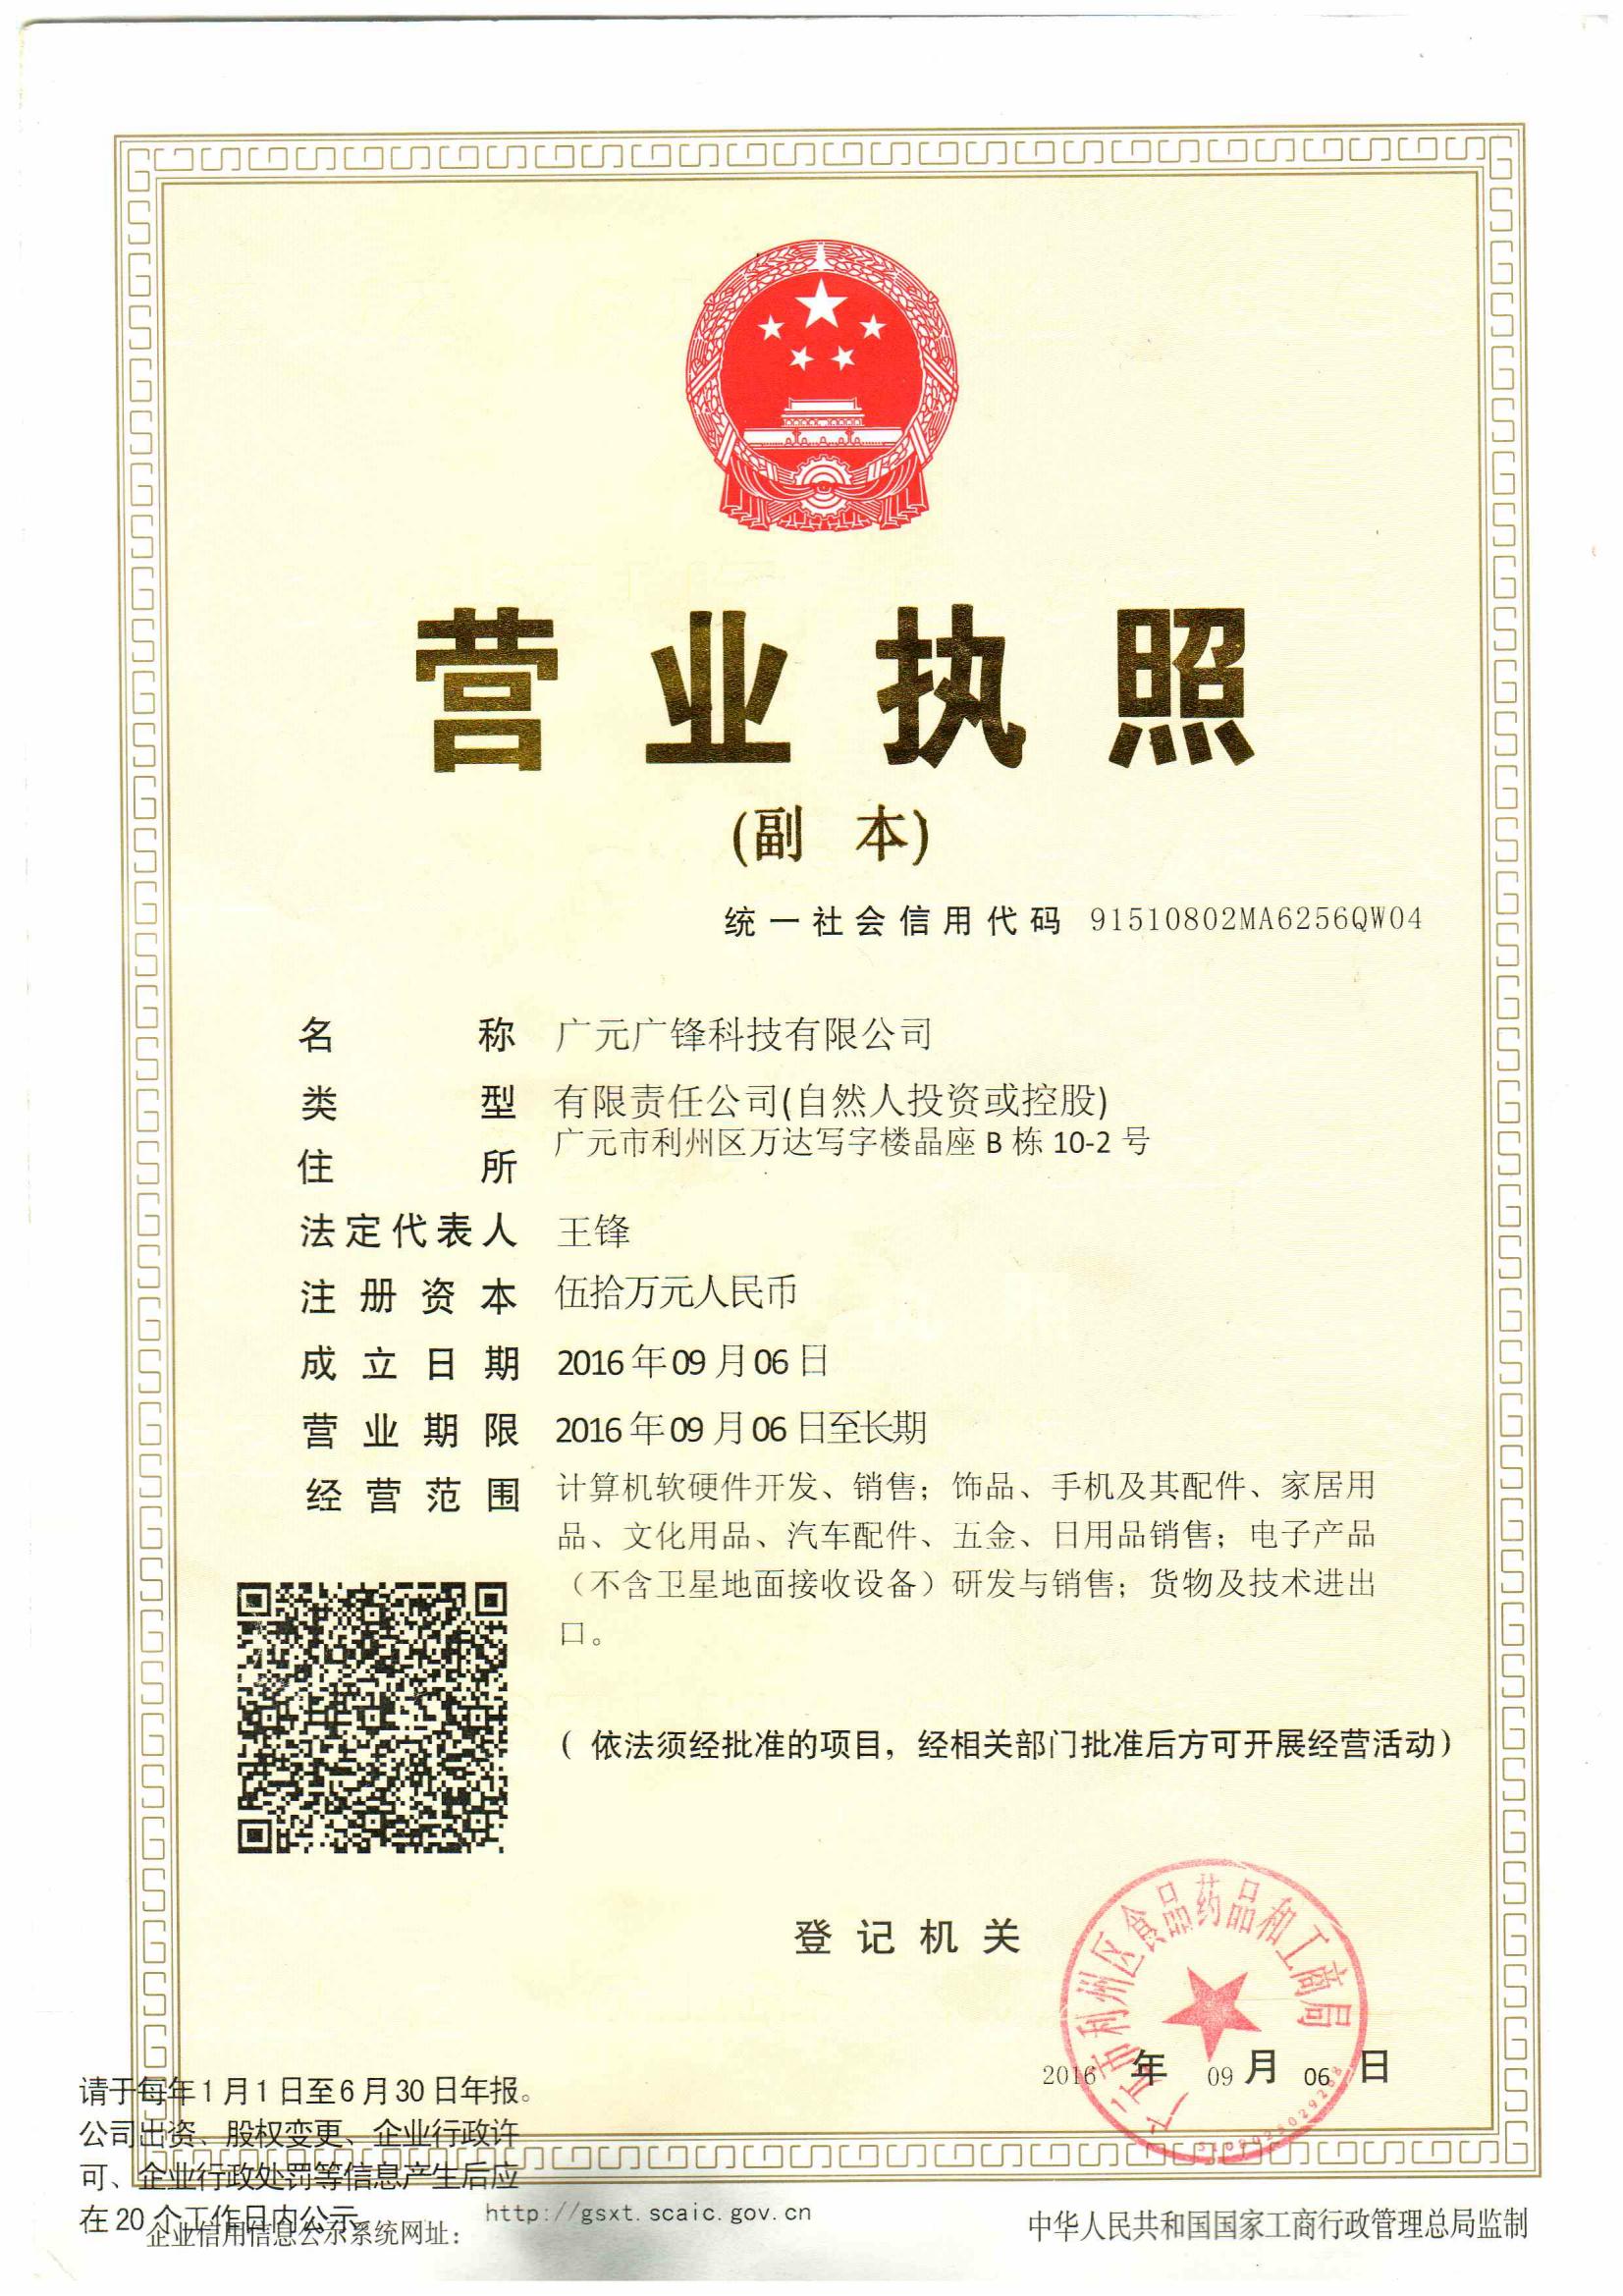 营业执照
(副 本)
统一社会信用代码 91510802MA6256QW04
名称 广元广锋科技有限公司
类型 有限责任公司(自然人投资或控股)
住所 广元市利州区万达写字楼晶座 B 栋 10-2 号
法定代表人 王锋
注册资本 伍拾万元人民币
成立日期 2016 年 09 月 06 日
营业期限 2016 年 09 月 06 日至长期
经营范围 计算机软硬件开发、销售；饰品、手机及其配件、家居用
品、文化用品、汽车配件、五金、日用品销售；电子产品
（不含卫星地面接收设备）研发与销售；货物及技术进出
口。
（ 依法须经批准的项目，经相关部门批准后方可开展经营活动）
登记机关
广元市利州区食品药品和工商局
2016 年 09 月 06 日
请于每年 1 月 1 日至 6 月 30 日年报。
公司出资、股权变更、企业行政许
可、企业行政处罚等信息产生后应
在 20 个工作日内公示。
企业信用信息公示系统网址： http://gsxt.scaic.gov.cn
中华人民共和国国家工商行政管理总局监制